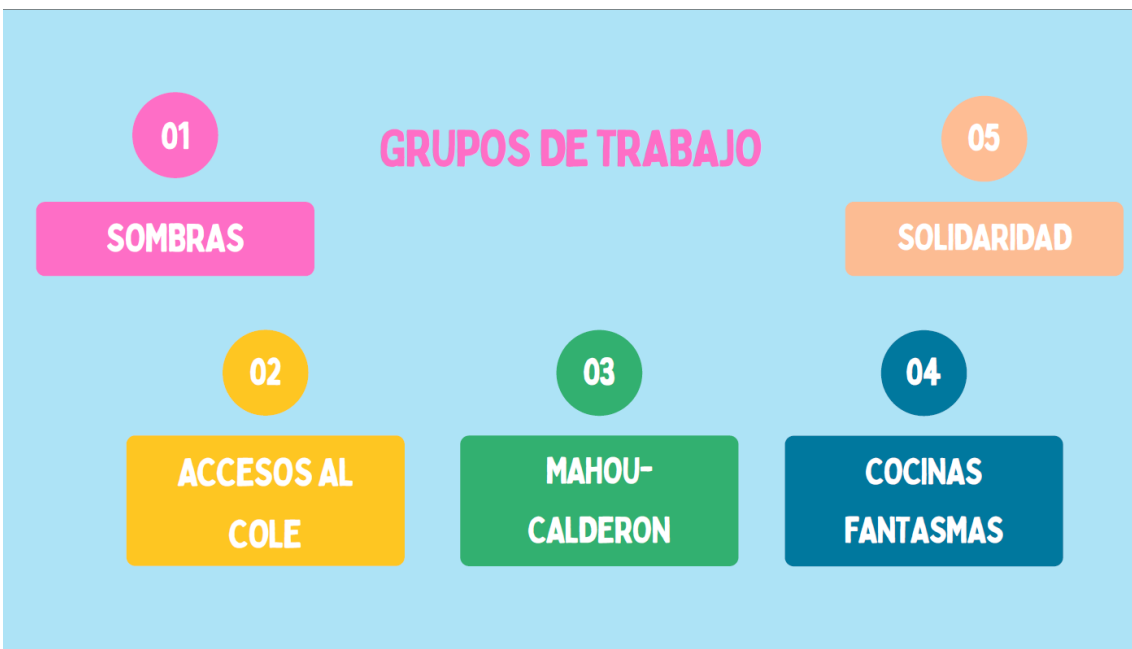 GRUPOS DE TRABAJO
01
SOMBRAS
02
ACCESOS AL
COLE
03
MAHOU-
CALDERON
04
COCINAS
FANTASMAS
05
SOLIDARIDAD